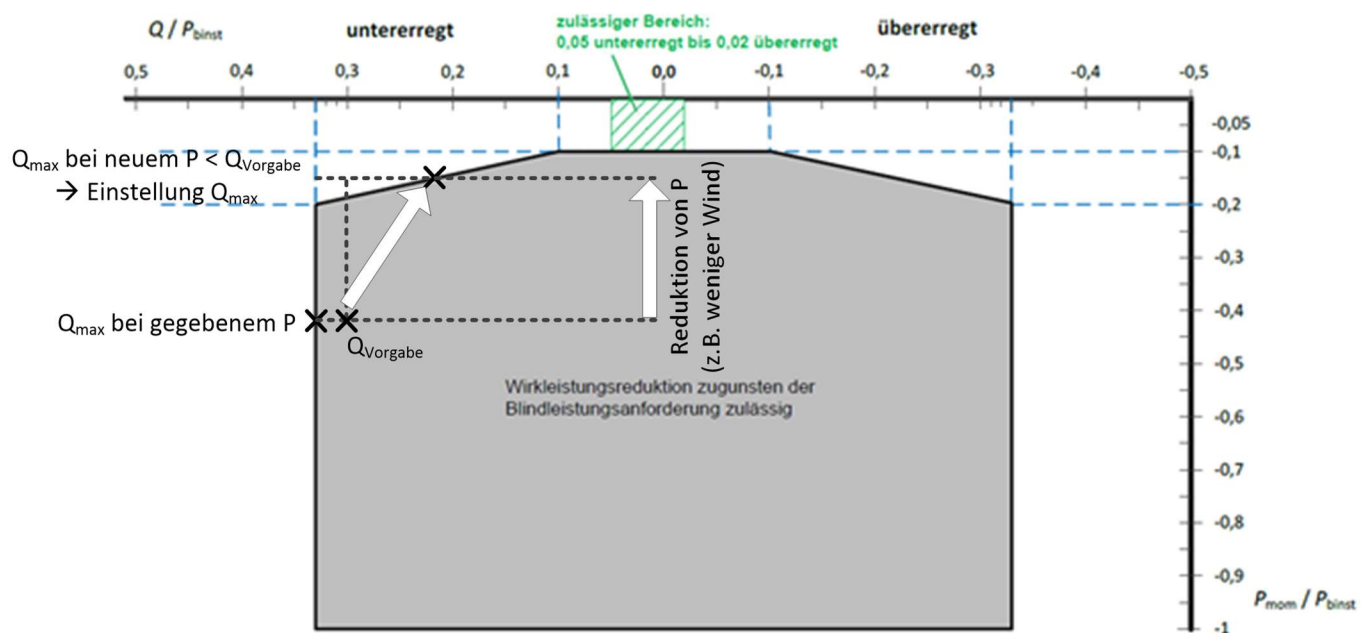 Q / Pbinst
untererregt
zulässiger Bereich:
0,05 untererregt bis 0,02 übererregt
übererregt
0,5 0,4 0,3 0,2 0,1 0,0 -0,1 -0,2 -0,3 -0,4 -0,5
-0,05
-0,1
-0,2
-0,3
-0,4
-0,5
-0,6
-0,7
-0,8
-0,9
-1
Pmom / Pbinst
Qmax bei neuem P < QVorgabe
→ Einstellung Qmax
Qmax bei gegebenem P
QVorgabe
Reduktion von P
(z.B. weniger Wind)
Wirkleistungsreduktion zugunsten der
Blindleistungsanforderung zulässig